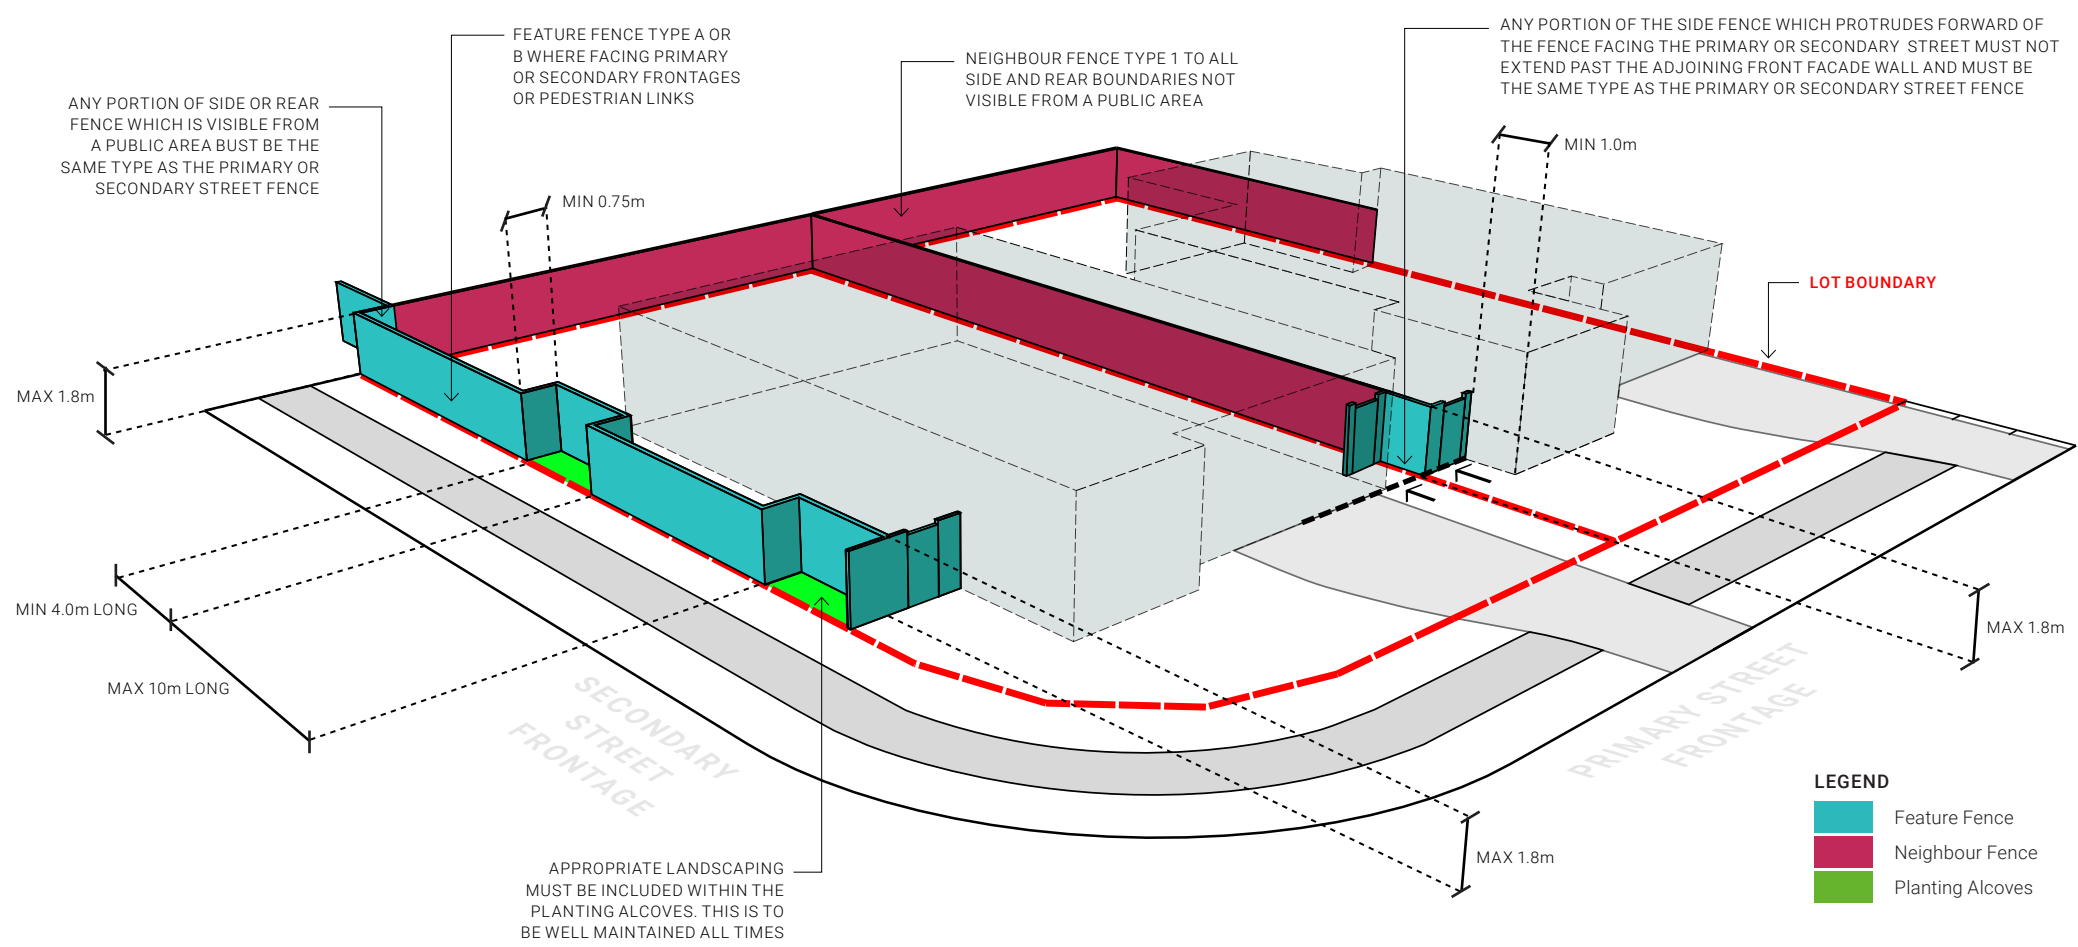 FEATURE FENCE TYPE A OR
B WHERE FACING PRIMARY
OR SECONDARY FRONTAGES
OR PEDESTRIAN LINKS
NEIGHBOUR FENCE TYPE 1 TO ALL
SIDE AND REAR BOUNDARIES NOT
VISIBLE FROM A PUBLIC AREA
ANY PORTION OF THE SIDE FENCE WHICH PROTRUDES FORWARD OF
THE FENCE FACING THE PRIMARY OR SECONDARY STREET MUST NOT
EXTEND PAST THE ADJOINING FRONT FACADE WALL AND MUST BE
THE SAME TYPE AS THE PRIMARY OR SECONDARY STREET FENCE
ANY PORTION OF SIDE OR REAR
FENCE WHICH IS VISIBLE FROM
A PUBLIC AREA BUST BE THE
SAME TYPE AS THE PRIMARY OR
SECONDARY STREET FENCE
MIN 0.75m
MIN 1.0m
LOT BOUNDARY
MAX 1.8m
MIN 4.0m LONG
MAX 10m LONG
SECONDARY
STREET
FRONTAGE
PRIMARY STREET
FRONTAGE
MAX 1.8m
MAX 1.8m
APPROPRIATE LANDSCAPING
MUST BE INCLUDED WITHIN THE
PLANTING ALCOVES. THIS IS TO
BE WELL MAINTAINED ALL TIMES
LEGEND
Feature Fence
Neighbour Fence
Planting Alcoves